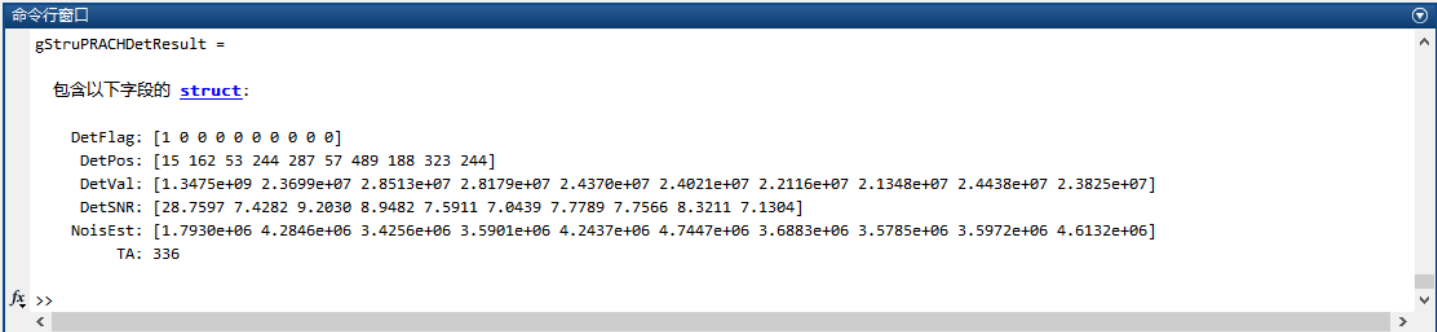 命令行窗口
gStruPRACHDetResult =
包含以下字段的 struct:
DetFlag: [1 0 0 0 0 0 0 0 0 0]
DetPos: [15 162 53 244 287 57 489 188 323 244]
DetVal: [1.3475e+09 2.3699e+07 2.8513e+07 2.8179e+07 2.4370e+07 2.4021e+07 2.2116e+07 2.1348e+07 2.4438e+07 2.3825e+07]
DetSNR: [28.7597 7.4282 9.2030 8.9482 7.5911 7.0439 7.7789 7.7566 8.3211 7.1304]
NoisEst: [1.7930e+06 4.2846e+06 3.4256e+06 3.5901e+06 4.2437e+06 4.7447e+06 3.6883e+06 3.5785e+06 3.5972e+06 4.6132e+06]
TA: 336
fx >>